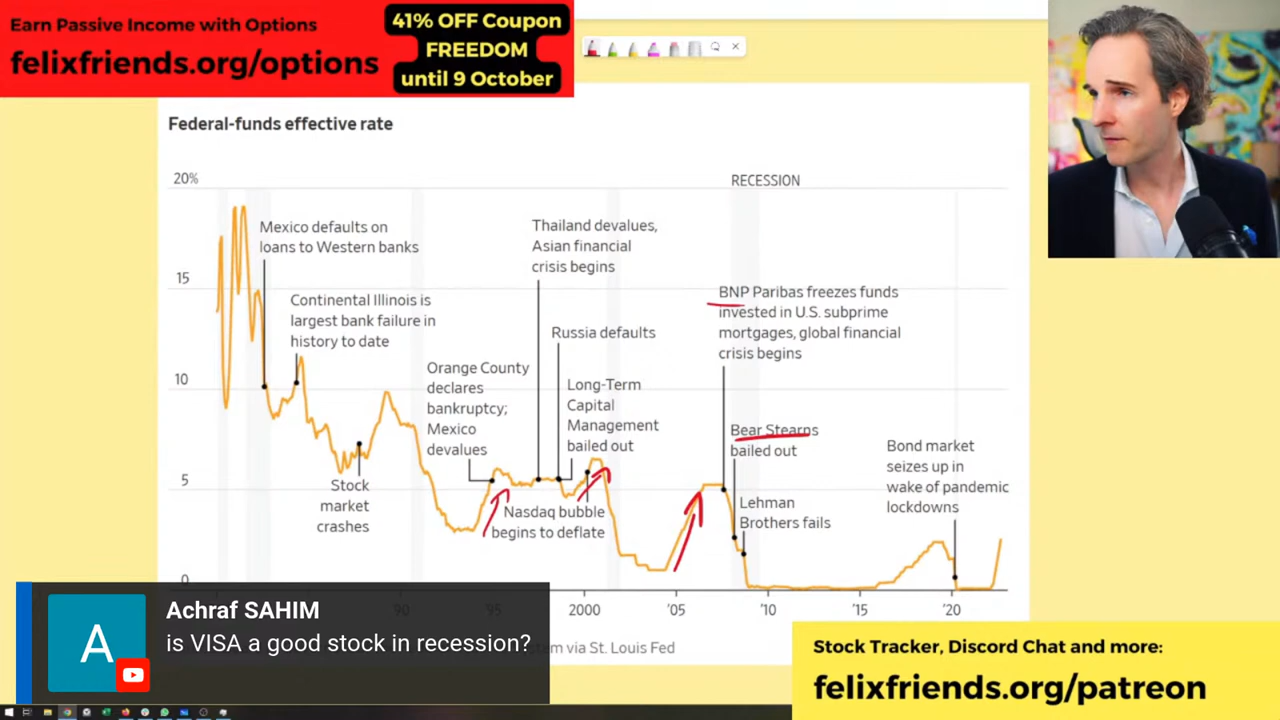 Earn Passive Income with Options
felixfriends.org/options
41% OFF Coupon
FREEDOM
until 9 October
Federal-funds effective rate
20%
RECESSION
Mexico defaults on
loans to Western banks
Thailand devalues,
Asian financial
crisis begins
15
Continental Illinois is
largest bank failure in
history to date
BNP Paribas freezes funds
invested in U.S. subprime
mortgages, global financial
crisis begins
Russia defaults
10
Orange County
declares
bankruptcy;
Mexico
devalues
Long-Term
Capital
Management
bailed out
Bear Stearns
bailed out
Bond market
seizes up in
wake of pandemic
lockdowns
5
Stock
market
crashes
Nasdaq bubble
begins to deflate
Lehman
Brothers fails
0
'90
'95
2000
'05
'10
'15
'20
via St. Louis Fed
A
Achraf SAHIM
is VISA a good stock in recession?
Stock Tracker, Discord Chat and more:
felixfriends.org/patreon